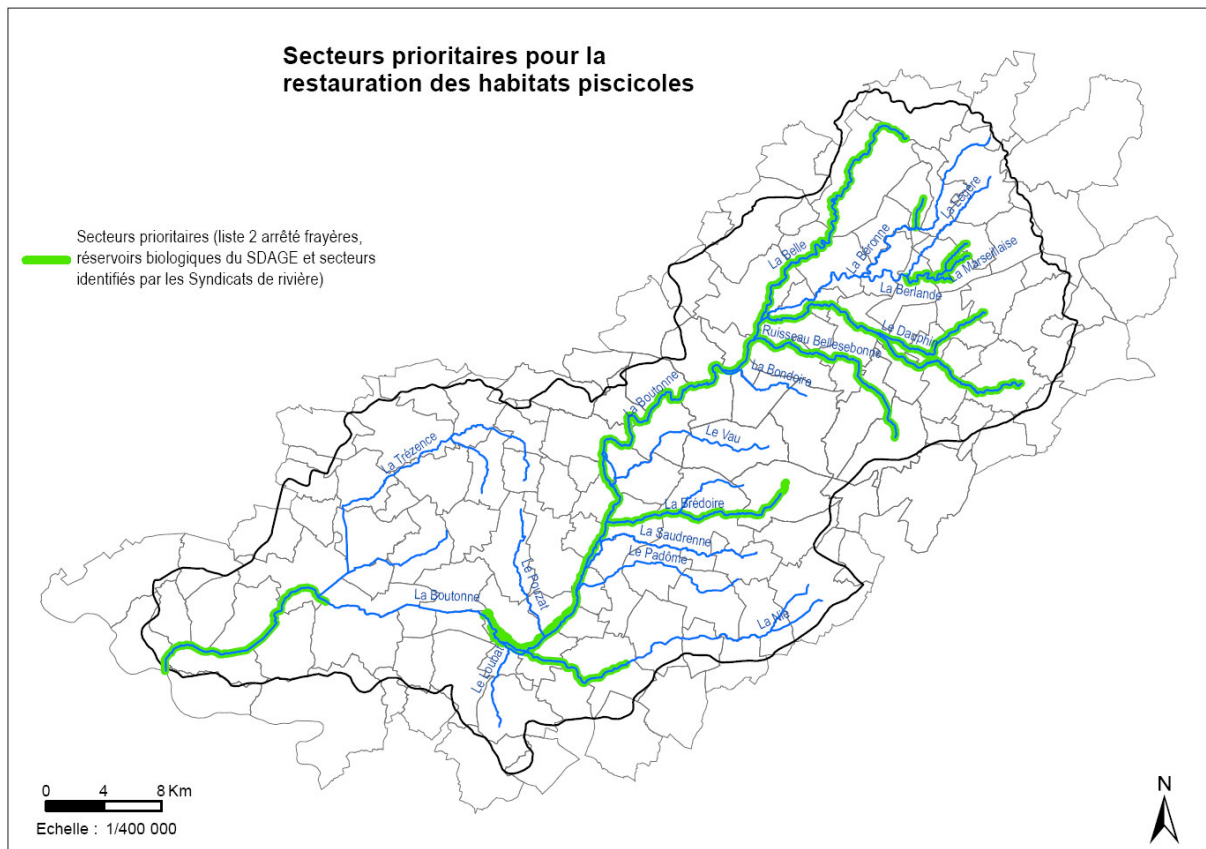 Secteurs prioritaires pour la
restauration des habitats piscicoles
Secteurs prioritaires (liste 2 arrêté frayères,
réservoirs biologiques du SDAGE et secteurs
identifiés par les Syndicats de rivière)
La Légère
La Belle
La Béronne
La Marseillaise
La Berlande
Le Dauphin
Ruisseau Bellesebonne
La Bondoire
La Boutonne
Le Vau
La Trézence
La Brédoire
La Saudrenne
Le Padôme
Le Pouzat
La Boutonne
La Nie
Le Loubat
0 4 8 Km
Echelle : 1/400 000
N